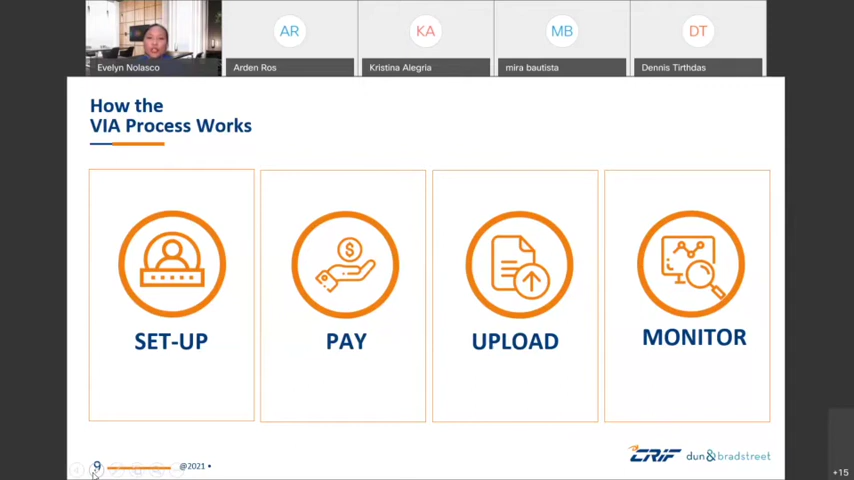 AR
KA
MB
DT
Evelyn Nolasco
Arden Ros
Kristina Alegria
mira bautista
Dennis Tirthdas
How the
VIA Process Works
$
SET-UP
PAY
UPLOAD
MONITOR
9
@2021 •
CRIF dun&bradstreet
+15